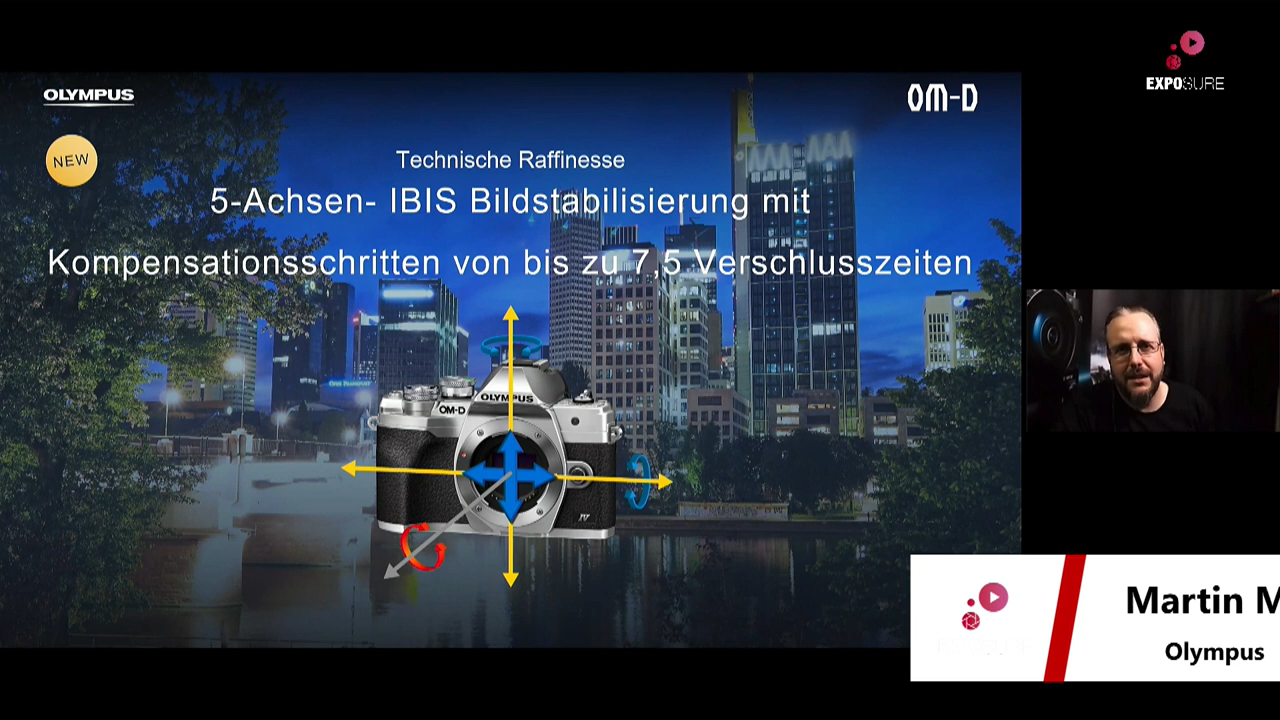 EXPOSURE
OLYMPUS
OM-D
NEW
Technische Raffinesse
5-Achsen- IBIS Bildstabilisierung mit
Kompensationsschritten von bis zu 7,5 Verschlusszeiten
OLYMPUS
OM-D
IV
Martin M
Olympus